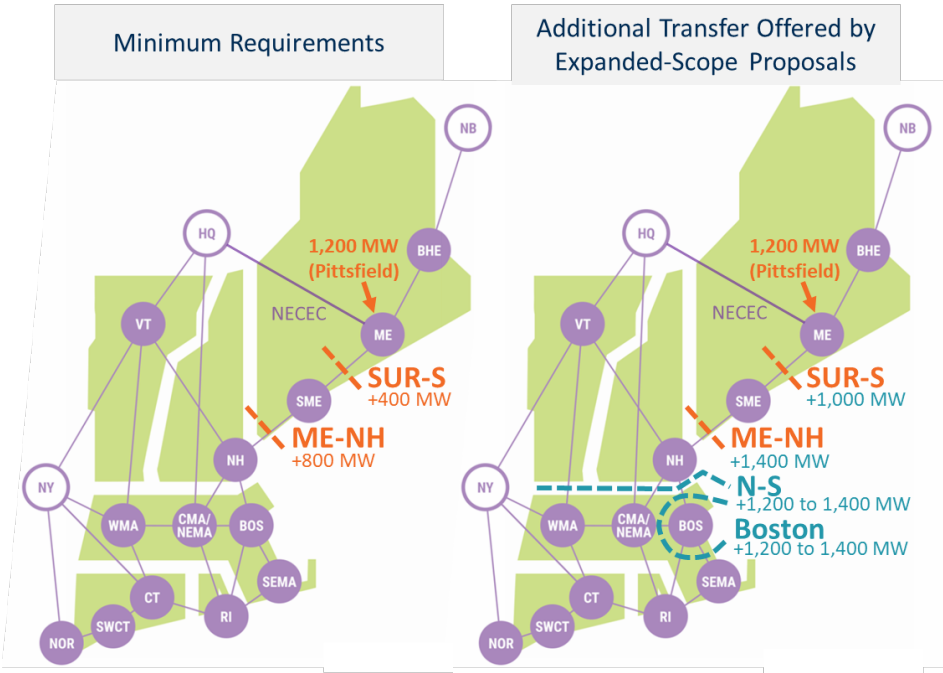 Minimum Requirements
NB
HQ
1,200 MW
(Pittsfield)
BHE
NECEC
VT
ME
SUR-S
+400 MW
SME
ME-NH
+800 MW
NH
NY
WMA
CMA/
NEMA
BOS
SEMA
CT
RI
SWCT
NOR
Additional Transfer Offered by
Expanded-Scope Proposals
NB
HQ
1,200 MW
(Pittsfield)
BHE
NECEC
VT
ME
SUR-S
+1,000 MW
SME
ME-NH
+1,400 MW
NH
N-S
+1,200 to 1,400 MW
NY
WMA
CMA/
NEMA
BOS
Boston
+1,200 to 1,400 MW
SEMA
CT
RI
SWCT
NOR